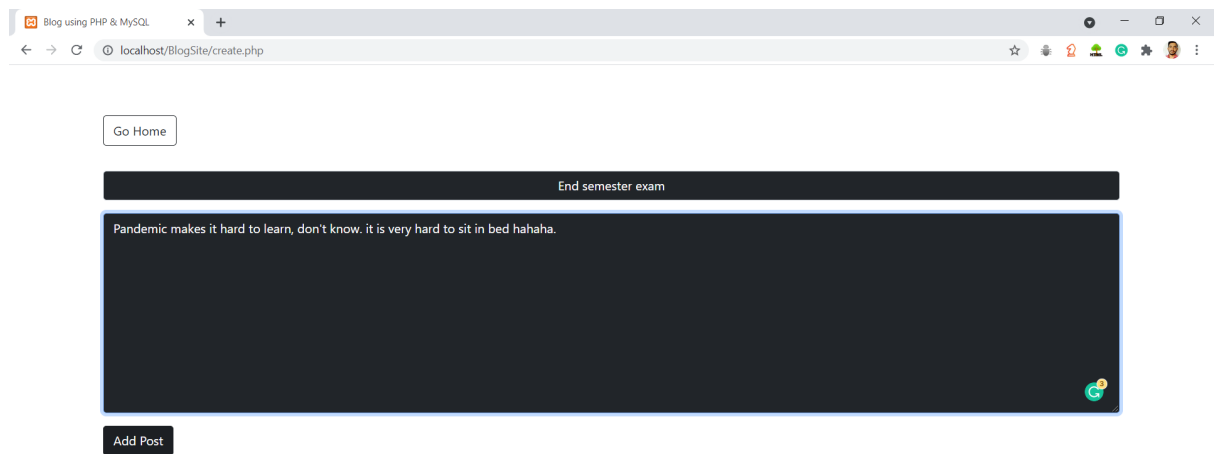 Blog using PHP & MySQL
localhost/BlogSite/create.php
Go Home
End semester exam
Pandemic makes it hard to learn, don't know. it is very hard to sit in bed hahaha.
3
Add Post